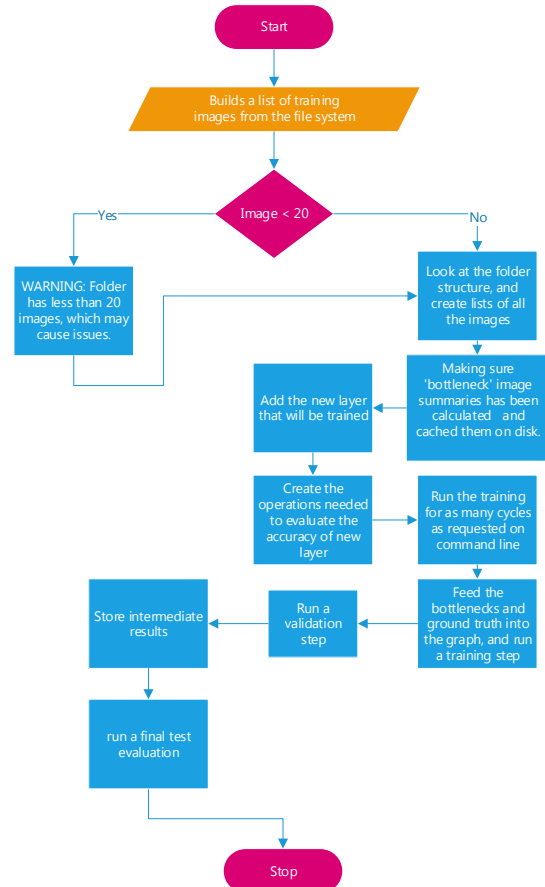 Start
Builds a list of training
images from the file system
Image < 20
Yes
No
WARNING: Folder
has less than 20
images, which may
cause issues.
Look at the folder
structure, and
create lists of all
the images
Making sure
'bottleneck' image
summaries has been
calculated and
cached them on disk.
Add the new layer
that will be trained
Create the
operations needed
to evaluate the
accuracy of new
layer
Run the training
for as many cycles
as requested on
command line
Feed the
bottlenecks and
ground truth into
the graph, and run
a training step
Run a
validation
step
Store intermediate
results
run a final test
evaluation
Stop